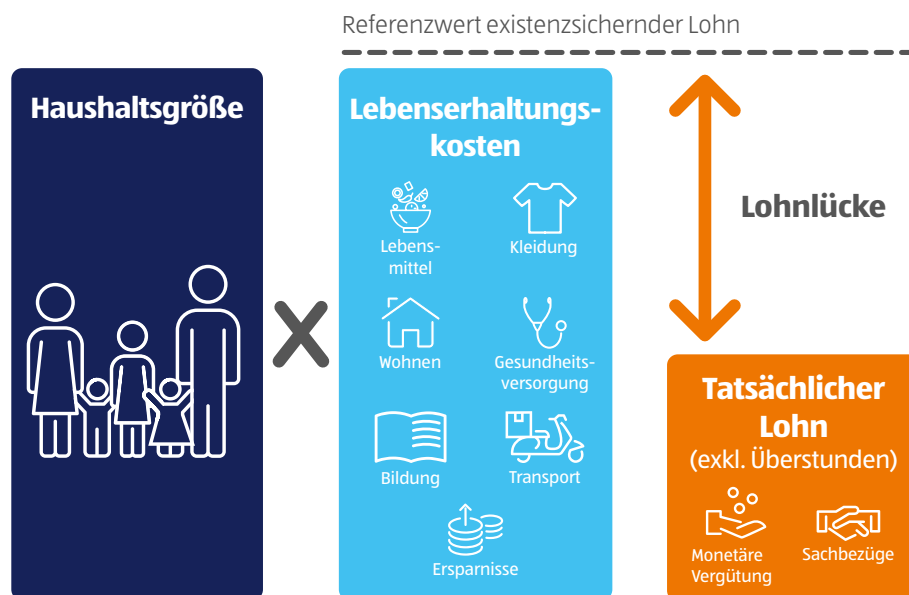 Referenzwert existenzsichernder Lohn
Haushaltsgröße
Lebenserhaltungs-
kosten
Lebens-
mittel
Kleidung
Wohnen
Gesundheits-
versorgung
Bildung
Transport
Ersparnisse
Lohnlücke
Tatsächlicher
Lohn
(exkl. Überstunden)
Monetäre
Vergütung
Sachbezüge